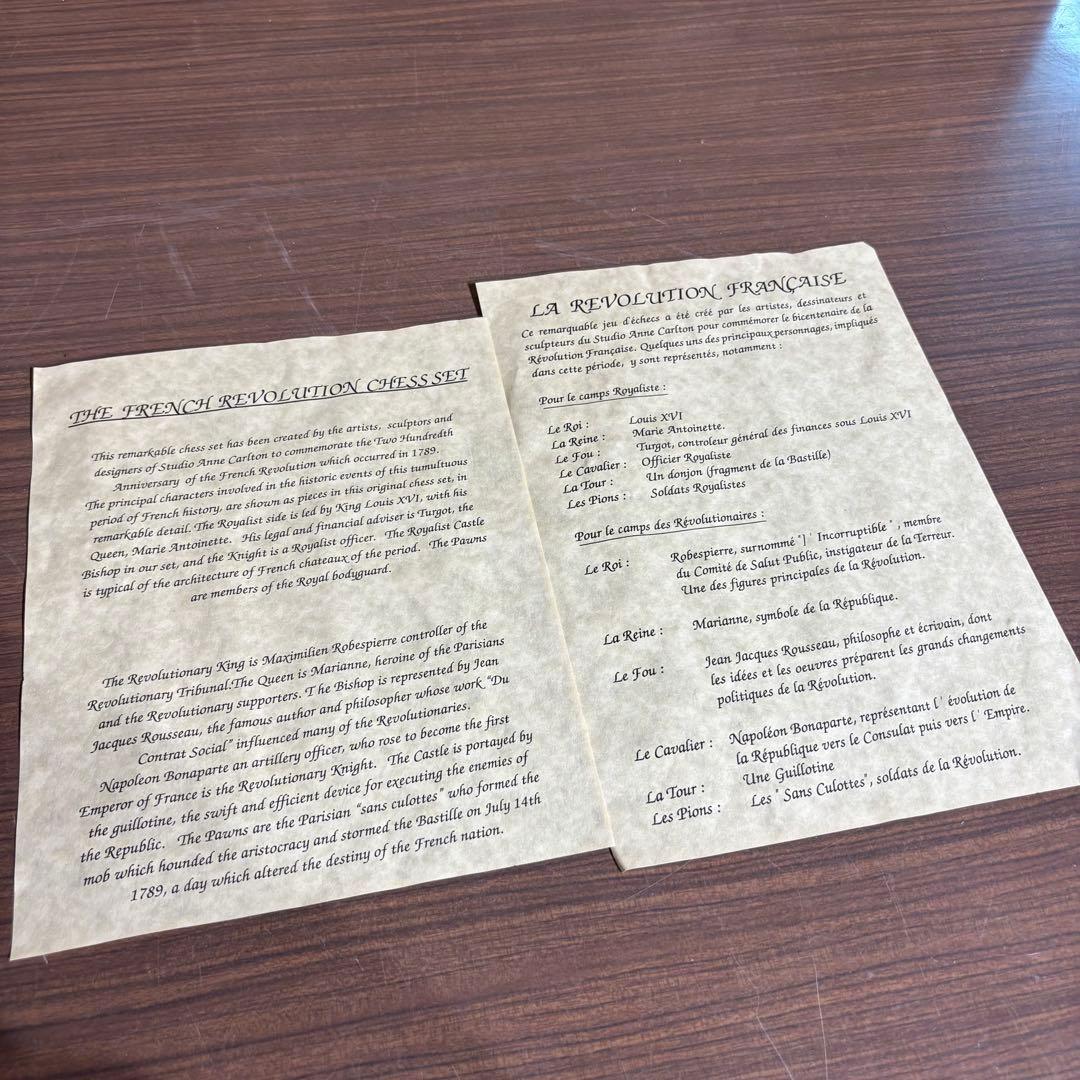 THE FRENCH REVOLUTION CHESS SET
This remarkable chess set has been created by the artists, sculptors and
designers of Studio Anne Carlton to commemorate the Two Hundredth
Anniversary of the French Revolution which occurred in 1789.
The principal characters involved in the historic events of this tumultuous
period of French history, are shown as pieces in this original chess set, in
remarkable detail. The Royalist side is led by King Louis XVI, with his
Queen, Marie Antoinette. His legal and financial adviser is Turgot, the
Bishop in our set, and the Knight is a Royalist officer. The Royalist Castle
is typical of the architecture of French chateaux of the period. The Pawns
are members of the Royal bodyguard.
The Revolutionary King is Maximilien Robespierre controller of the
Revolutionary Tribunal.The Queen is Marianne, heroine of the Parisians
and the Revolutionary supporters. T he Bishop is represented by Jean
Jacques Rousseau, the famous author and philosopher whose work "Du
Contrat Social" influenced many of the Revolutionaries.
Napoleon Bonaparte an artillery officer, who rose to become the first
Emperor of France is the Revolutionary Knight. The Castle is portayed by
the guillotine, the swift and efficient device for executing the enemies of
the Republic. The Pawns are the Parisian "sans culottes" who formed the
mob which hounded the aristocracy and stormed the Bastille on July 14th
1789, a day which altered the destiny of the French nation.
LA REVOLUTION FRANÇAISE
Ce remarquable jeu d'échecs a été créé par les artistes, dessinateurs et
sculpteurs du Studio Anne Carlton pour commémorer le bicentenaire de la
Révolution Française. Quelques uns des principaux personnages, impliqués
dans cette période, y sont représentés, notamment :
Pour le camps Royaliste :
Le Roi : Louis XVI
La Reine : Marie Antoinette.
Le Fou : Turgot, controleur général des finances sous Louis XVI
Le Cavalier : Officier Royaliste
La Tour : Un donjon (fragment de la Bastille)
Les Pions : Soldats Royalistes
Pour le camps des Révolutionaires :
Le Roi : Robespierre, surnommé "l' Incorruptible" , membre
du Comité de Salut Public, instigateur de la Terreur.
Une des figures principales de la Révolution.
La Reine : Marianne, symbole de la République.
Le Fou : Jean Jacques Rousseau, philosophe et écrivain, dont
les idées et les oeuvres préparent les grands changements
politiques de la Révolution.
Le Cavalier : Napoléon Bonaparte, représentant l' évolution de
la République vers le Consulat puis vers l' Empire.
La Tour : Une Guillotine
Les Pions : Les " Sans Culottes", soldats de la Révolution.